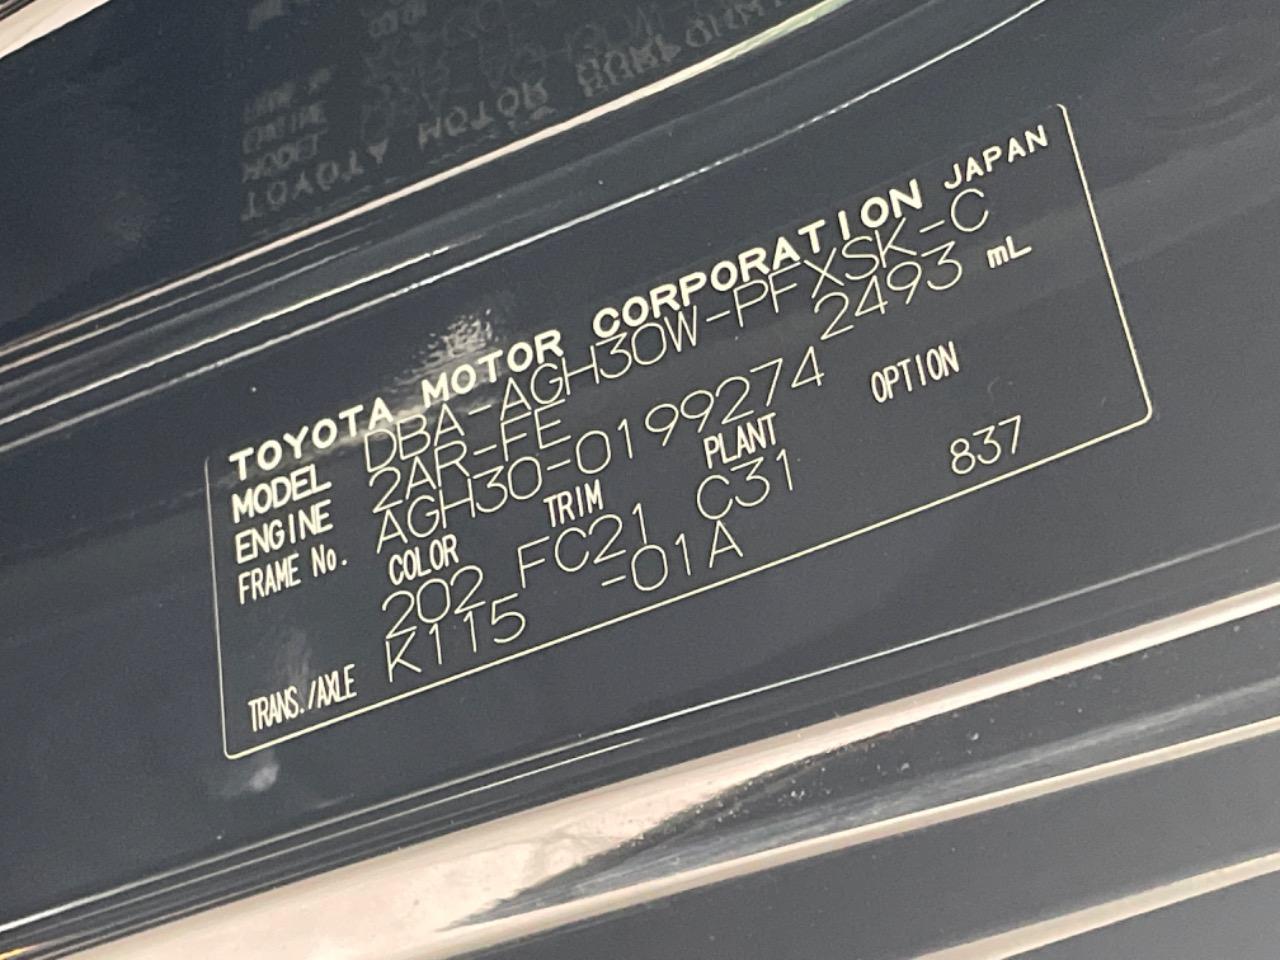 TOYOTA MOTOR CORPORATION JAPAN
MODEL DBA-AGH30W-PFXSK-C
ENGINE 2AR-FE 2493 mL
FRAME No. AGH30-0199274
COLOR TRIM PLANT OPTION
202 FC21 C31 837
TRANS./AXLE K115 -01A